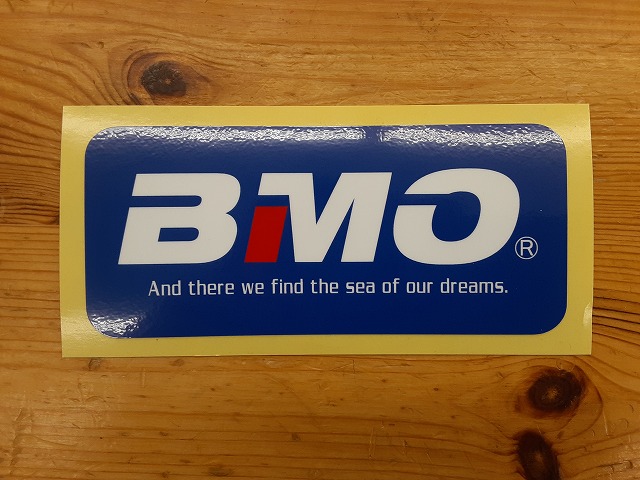 BMO®
And there we find the sea of our dreams.